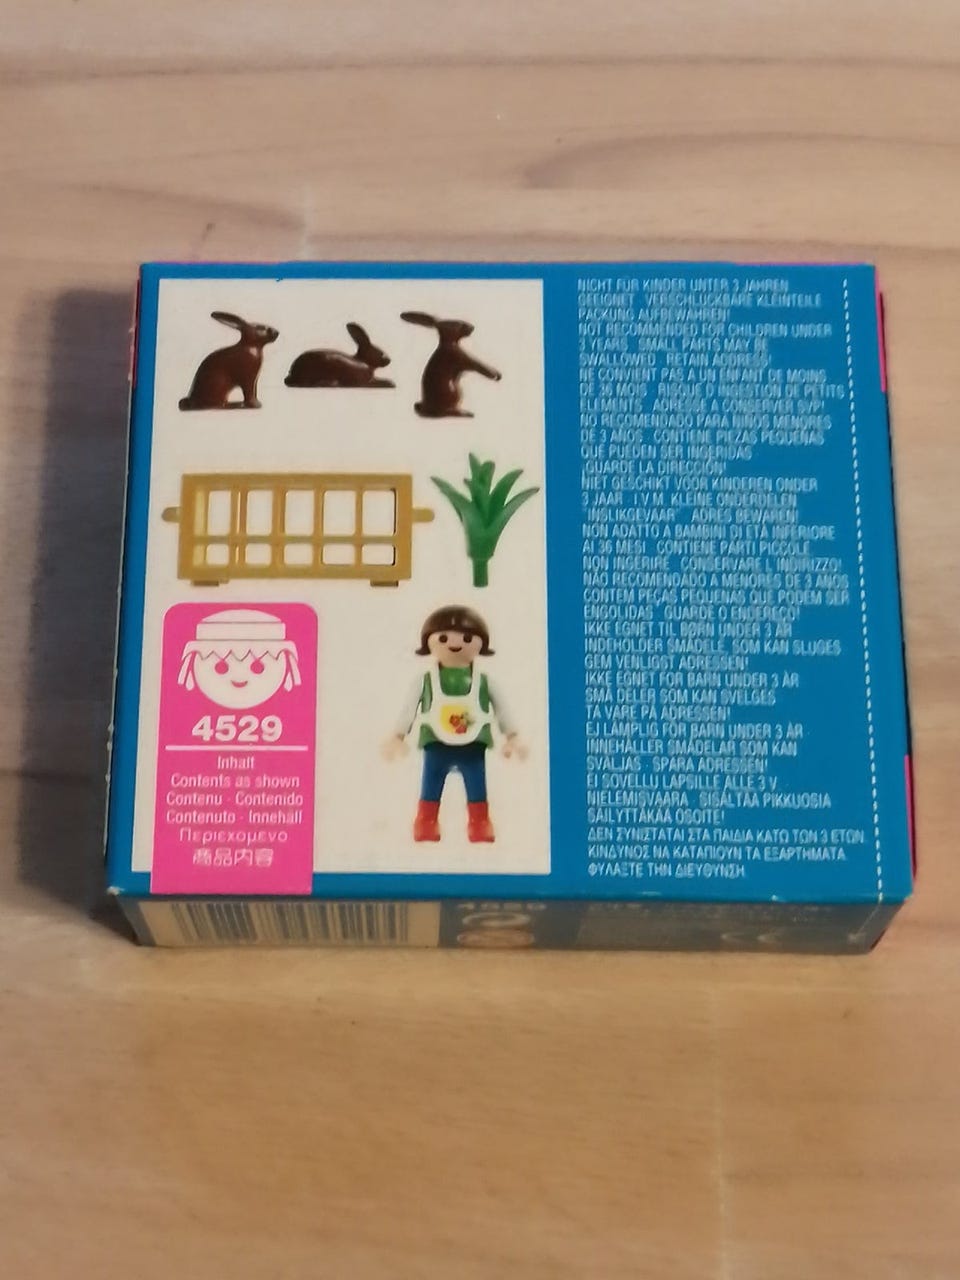 4529
Inhalt
Contents as shown
Contenu · Contenido
Contenuto · Innehåll
Περιεχομενο
商品内容
NICHT FÜR KINDER UNTER 3 JAHREN
GEEIGNET · VERSCHLUCKBARE KLEINTEILE
PACKUNG AUFBEWAHREN!
NOT RECOMMENDED FOR CHILDREN UNDER
3 YEARS · SMALL PARTS MAY BE
SWALLOWED · RETAIN ADDRESS!
NE CONVIENT PAS A UN ENFANT DE MOINS
DE 36 MOIS · RISQUE D'INGESTION DE PETITS
ELEMENTS · ADRESSE A CONSERVER SVP!
NO RECOMENDADO PARA NIÑOS MENORES
DE 3 AÑOS · CONTIENE PIEZAS PEQUEÑAS
QUE PUEDEN SER INGERIDAS
¡GUARDE LA DIRECCIÓN!
NIET GESCHIKT VOOR KINDEREN ONDER
3 JAAR · I.V.M. KLEINE ONDERDELEN
"INSLIKGEVAAR" · ADRES BEWAREN!
NON ADATTO A BAMBINI DI ETÀ INFERIORE
AI 36 MESI · CONTIENE PARTI PICCOLE
NON INGERIRE · CONSERVARE L'INDIRIZZO!
NÃO RECOMENDADO A MENORES DE 3 ANOS
CONTEM PEÇAS PEQUENAS QUE PODEM SER
ENGOLIDAS · GUARDE O ENDEREÇO!
IKKE EGNET TIL BØRN UNDER 3 ÅR
INDEHOLDER SMÅDELE, SOM KAN SLUGES
GEM VENLIGST ADRESSEN!
IKKE EGNET FOR BARN UNDER 3 ÅR
SMÅ DELER SOM KAN SVELGES
TA VARE PÅ ADRESSEN!
EJ LÄMPLIG FÖR BARN UNDER 3 ÅR ·
INNEHÅLLER SMÅDELAR SOM KAN
SVÄLJAS · SPARA ADRESSEN!
EI SOVELLU LAPSILLE ALLE 3 V ·
NIELEMISVAARA · SISÄLTÄÄ PIKKUOSIA
SÄILYTTÄKÄÄ OSOITE!
ΔΕΝ ΣΥΝΙΣΤΑΤΑΙ ΣΤΑ ΠΑΙΔΙΑ ΚΑΤΩ ΤΩΝ 3 ΕΤΩΝ
ΚΙΝΔΥΝΟΣ ΝΑ ΚΑΤΑΠΙΟΥΝ ΤΑ ΕΞΑΡΤΗΜΑΤΑ
ΦΥΛΑΞΤΕ ΤΗΝ ΔΙΕΥΘΥΝΣΗ
4529
CE